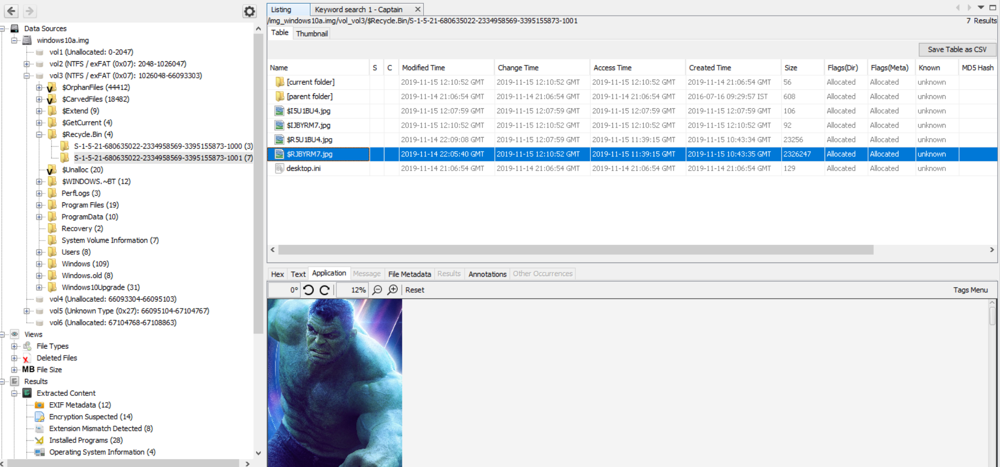 Listing
Keyword search 1 - Captain
/img_windows10a.img/vol_vol3/$Recycle.Bin/S-1-5-21-680635022-2334958569-3395155873-1001
7 Results
Table Thumbnail
Save Table as CSV
Name S C Modified Time Change Time Access Time Created Time Size Flags(Dir) Flags(Meta) Known MD5 Hash
[current folder] 2019-11-15 12:10:52 GMT 2019-11-15 12:10:52 GMT 2019-11-15 12:10:52 GMT 2019-11-14 21:06:54 GMT 56 Allocated Allocated unknown
[parent folder] 2019-11-14 21:06:54 GMT 2019-11-14 21:06:54 GMT 2019-11-14 21:06:54 GMT 2016-07-16 09:29:57 IST 608 Allocated Allocated unknown
$I5U1BU4.jpg 2019-11-15 12:07:59 GMT 2019-11-15 12:07:59 GMT 2019-11-15 12:07:59 GMT 2019-11-15 12:07:59 GMT 106 Allocated Allocated unknown
$IJBYRM7.jpg 2019-11-15 12:10:52 GMT 2019-11-15 12:10:52 GMT 2019-11-15 12:10:52 GMT 2019-11-15 12:10:52 GMT 92 Allocated Allocated unknown
$R5U1BU4.jpg 2019-11-14 22:09:08 GMT 2019-11-15 12:07:59 GMT 2019-11-15 11:39:15 GMT 2019-11-15 10:43:34 GMT 23256 Allocated Allocated unknown
$RJBYRM7.jpg 2019-11-14 22:05:40 GMT 2019-11-15 12:10:52 GMT 2019-11-15 11:39:15 GMT 2019-11-15 10:43:35 GMT 2326247 Allocated Allocated unknown
desktop.ini 2019-11-14 21:06:54 GMT 2019-11-14 21:06:54 GMT 2019-11-14 21:06:54 GMT 2019-11-14 21:06:54 GMT 129 Allocated Allocated unknown
Hex Text Application Message File Metadata Results Annotations Other Occurrences
0° 12% Reset Tags Menu
Data Sources
windows10a.img
vol1 (Unallocated: 0-2047)
vol2 (NTFS / exFAT (0x07): 2048-1026047)
vol3 (NTFS / exFAT (0x07): 1026048-66093303)
$OrphanFiles (44412)
$CarvedFiles (18482)
$Extend (9)
$GetCurrent (4)
$Recycle.Bin (4)
S-1-5-21-680635022-2334958569-3395155873-1000 (3)
S-1-5-21-680635022-2334958569-3395155873-1001 (7)
$Unalloc (20)
$WINDOWS.~BT (12)
PerfLogs (3)
Program Files (19)
ProgramData (10)
Recovery (2)
System Volume Information (7)
Users (8)
Windows (109)
Windows.old (8)
Windows10Upgrade (31)
vol4 (Unallocated: 66093304-66095103)
vol5 (Unknown Type (0x27): 66095104-67104767)
vol6 (Unallocated: 67104768-67108863)
Views
File Types
Deleted Files
MB File Size
Results
Extracted Content
EXIF Metadata (12)
Encryption Suspected (14)
Extension Mismatch Detected (8)
Installed Programs (28)
Operating System Information (4)